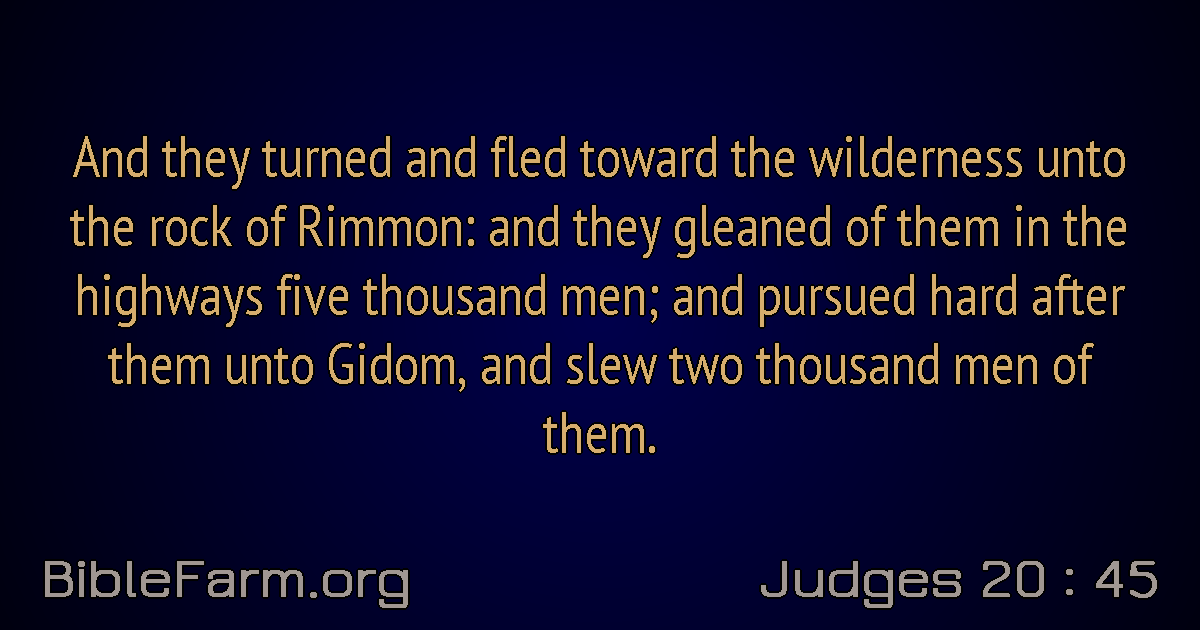 And they turned and fled toward the wilderness unto
the rock of Rimmon: and they gleaned of them in the
highways five thousand men; and pursued hard after
them unto Gidom, and slew two thousand men of
them.
BibleFarm.org
Judges 20 : 45